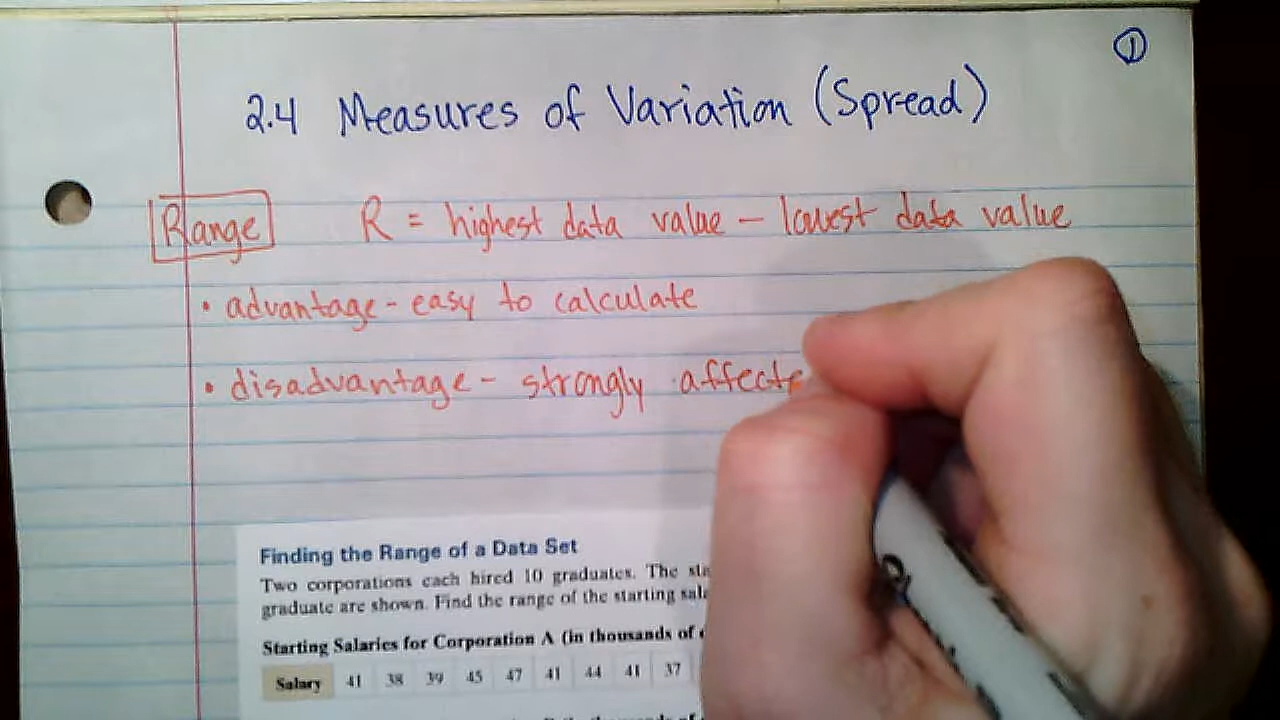 ①
2.4 Measures of Variation (Spread)
Range R = highest data value – lowest data value
• advantage - easy to calculate
• disadvantage - strongly affecte
Finding the Range of a Data Set
Two corporations each hired 10 graduates. The sta
graduate are shown. Find the range of the starting sala
Starting Salaries for Corporation A (in thousands of
Salary 41 38 39 45 47 41 44 41 37